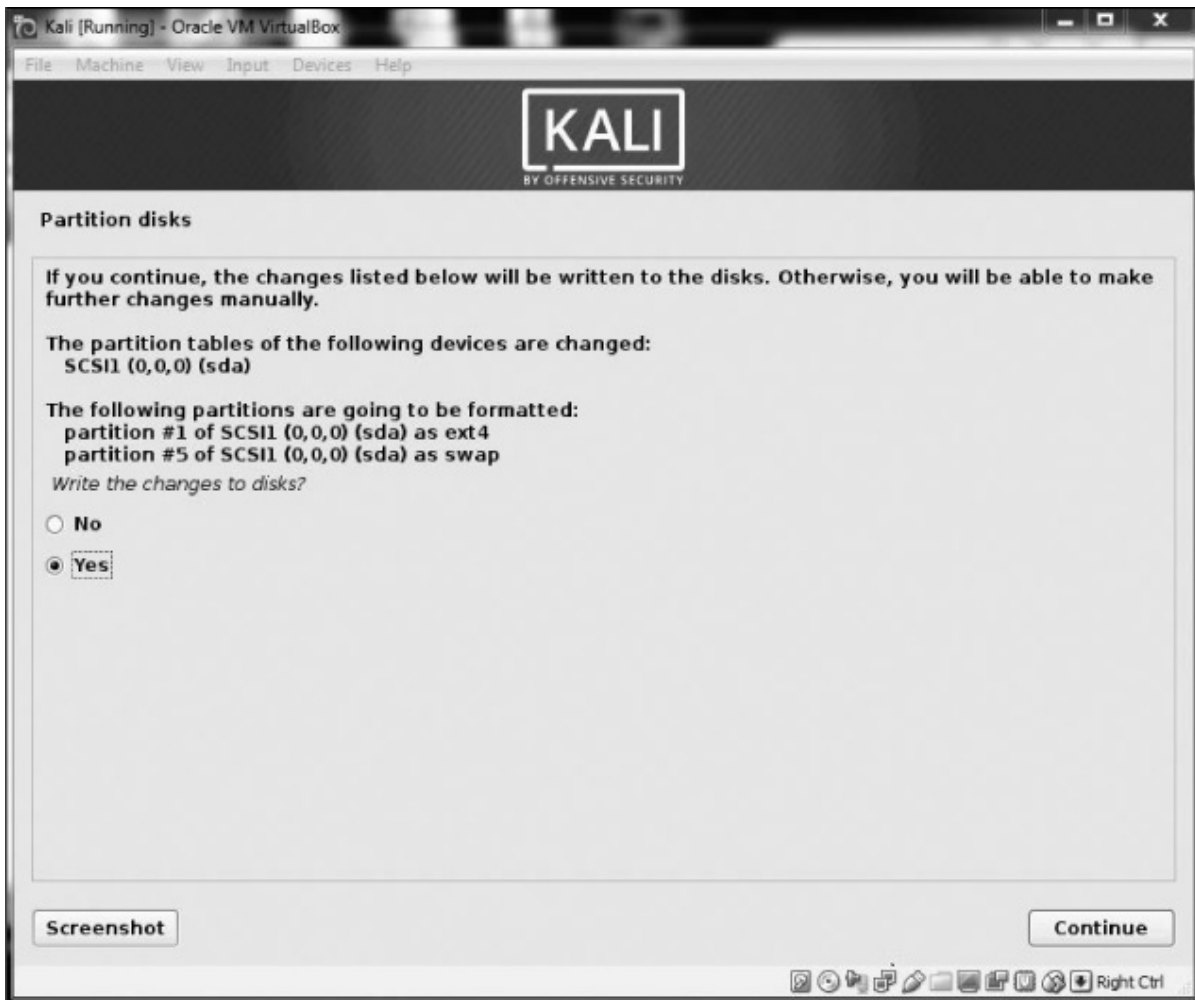 Kali [Running] - Oracle VM VirtualBox
File Machine View Input Devices Help
KALI
BY OFFENSIVE SECURITY
Partition disks
If you continue, the changes listed below will be written to the disks. Otherwise, you will be able to make
further changes manually.
The partition tables of the following devices are changed:
SCSI1 (0,0,0) (sda)
The following partitions are going to be formatted:
partition #1 of SCSI1 (0,0,0) (sda) as ext4
partition #5 of SCSI1 (0,0,0) (sda) as swap
Write the changes to disks?
No
Yes
Screenshot
Continue
Right Ctrl